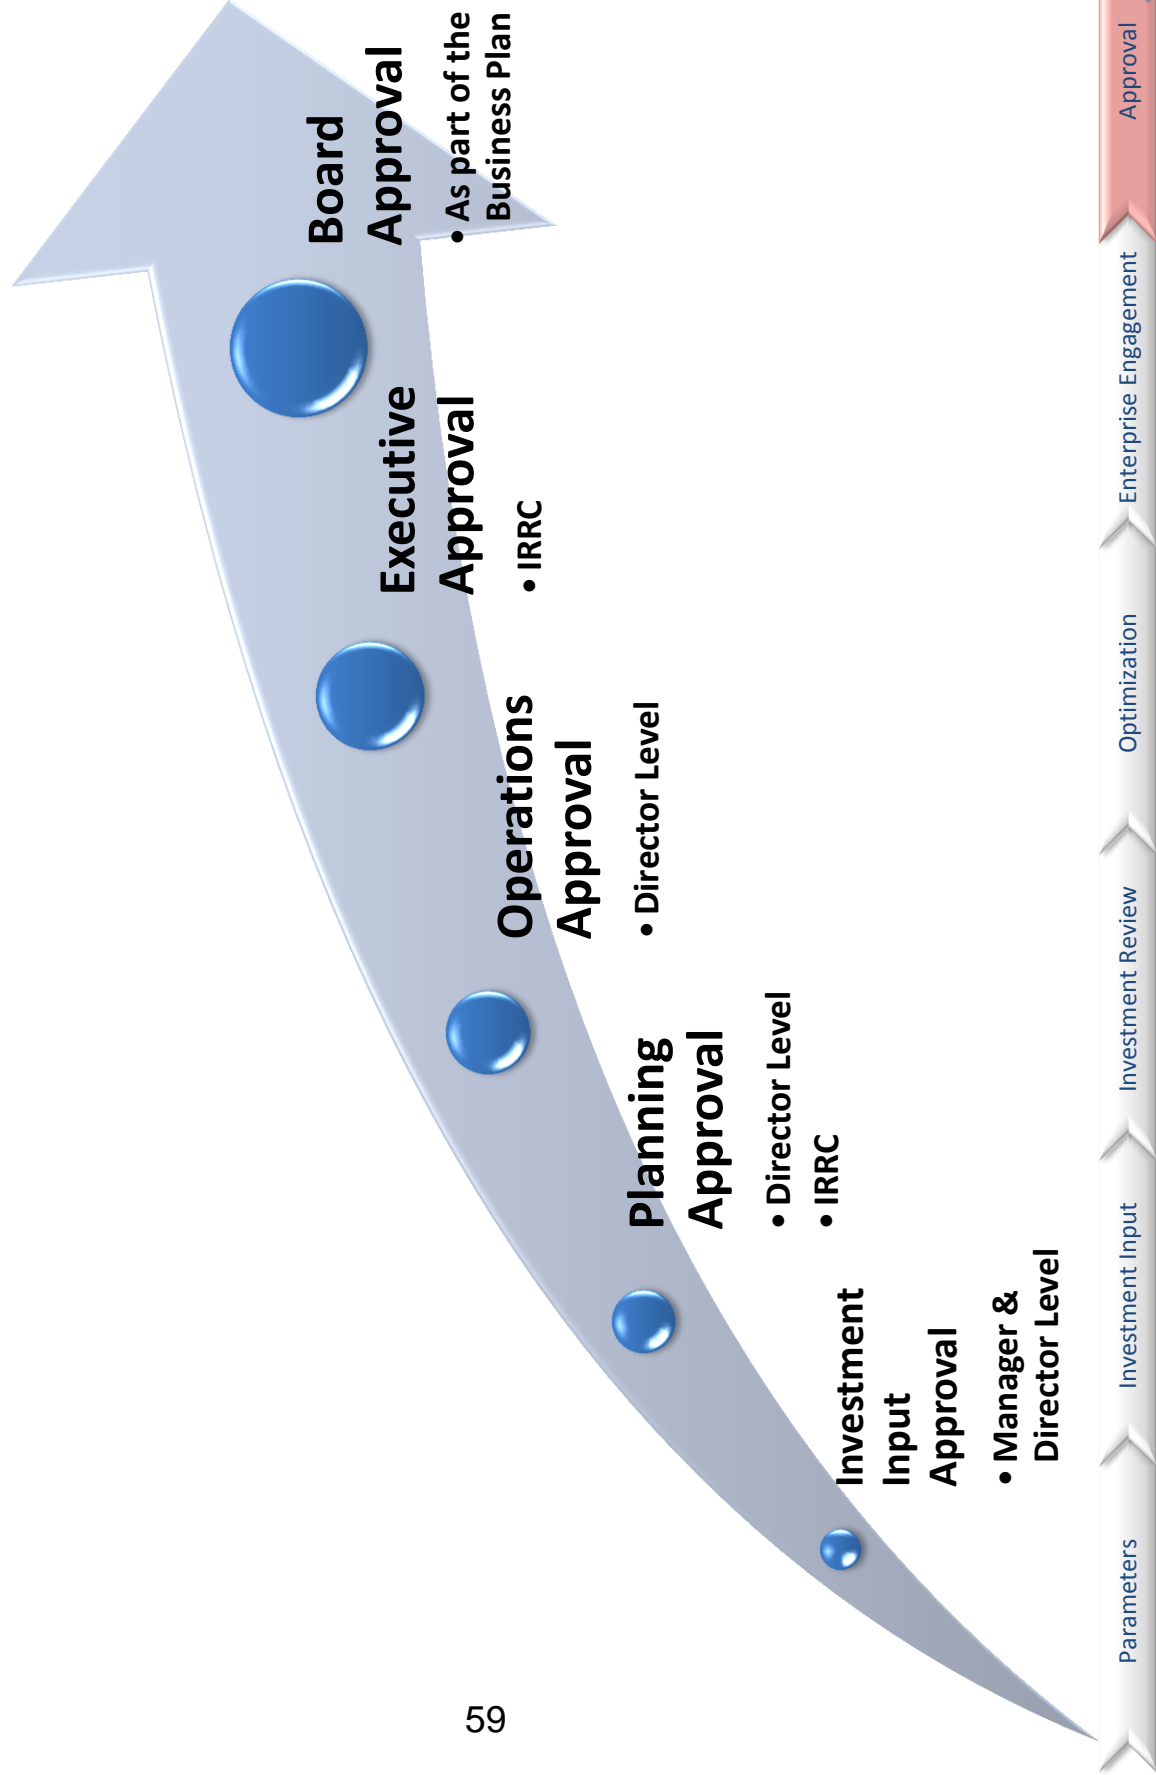 Investment
Input
Approval
• Manager &
Director Level
Planning
Approval
• Director Level
• IRRC
Operations
Approval
• Director Level
Executive
Approval
• IRRC
Board
Approval
• As part of the
Business Plan
Parameters
Investment Input
Investment Review
Optimization
Enterprise Engagement
Approval
59